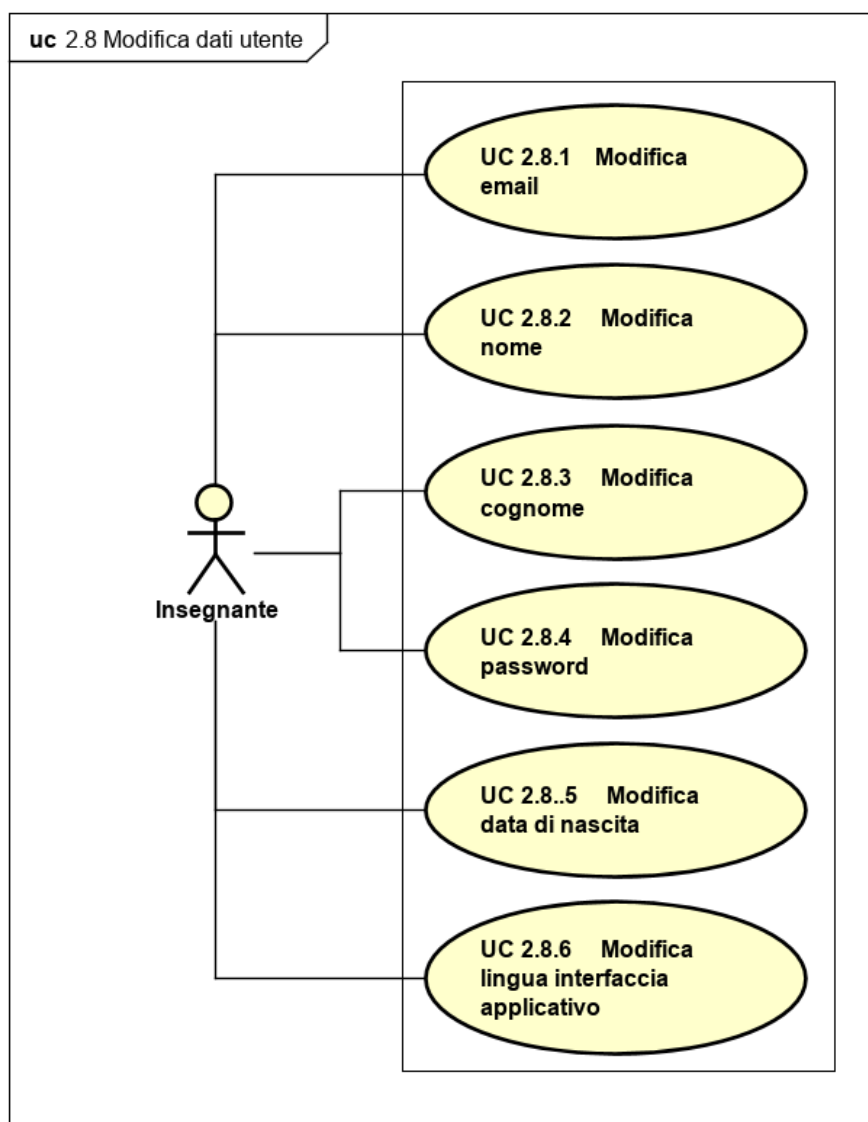 uc 2.8 Modifica dati utente
UC 2.8.1 Modifica
email
UC 2.8.2 Modifica
nome
UC 2.8.3 Modifica
cognome
Insegnante
UC 2.8.4 Modifica
password
UC 2.8..5 Modifica
data di nascita
UC 2.8.6 Modifica
lingua interfaccia
applicativo